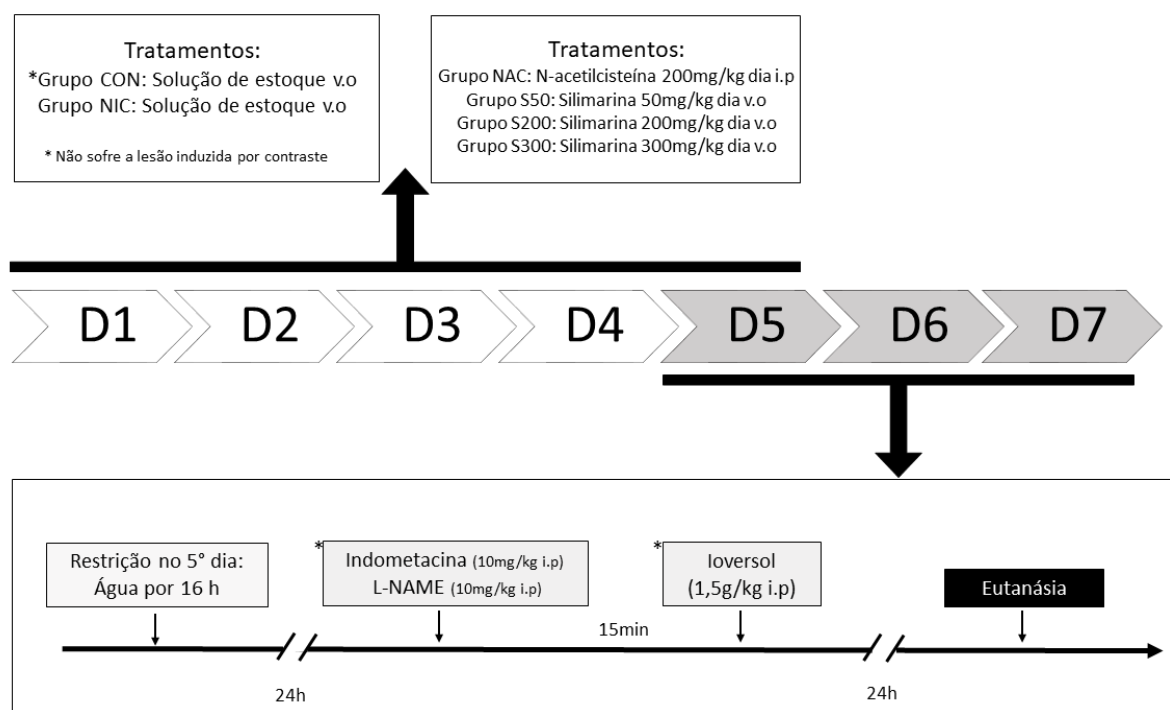 Tratamentos:
*Grupo CON: Solução de estoque v.o
Grupo NIC: Solução de estoque v.o
* Não sofre a lesão induzida por contraste
Tratamentos:
Grupo NAC: N-acetilcisteína 200mg/kg dia i.p
Grupo S50: Silimarina 50mg/kg dia v.o
Grupo S200: Silimarina 200mg/kg dia v.o
Grupo S300: Silimarina 300mg/kg dia v.o
D1
D2
D3
D4
D5
D6
D7
Restrição no 5° dia:
Água por 16 h
*
Indometacina (10mg/kg i.p)
L-NAME (10mg/kg i.p)
*
Ioversol
(1,5g/kg i.p)
Eutanásia
15min
24h
24h